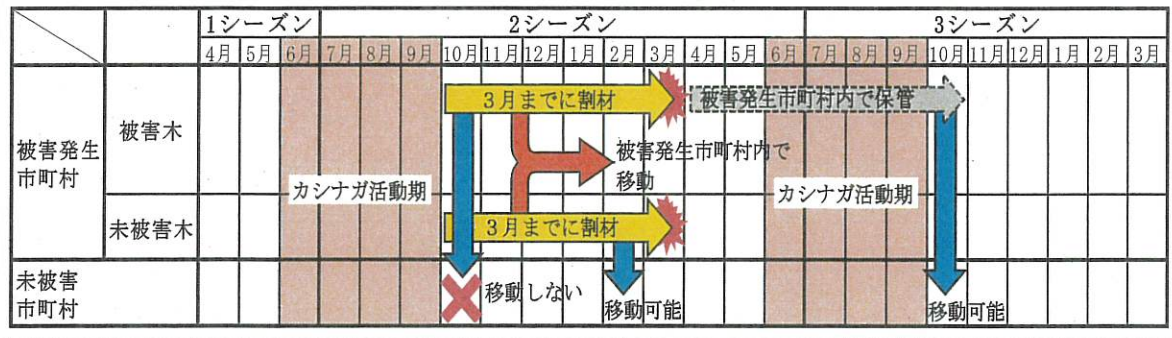 1シーズン 2シーズン 3シーズン
4月 5月 6月 7月 8月 9月 10月 11月 12月 1月 2月 3月 4月 5月 6月 7月 8月 9月 10月 11月 12月 1月 2月 3月
被害発生
市町村
被害木
3月までに割材
被害発生市町村内で保管
被害発生市町村内で
移動
カシナガ活動期
カシナガ活動期
未被害木
3月までに割材
未被害
市町村
移動しない
移動可能
移動可能